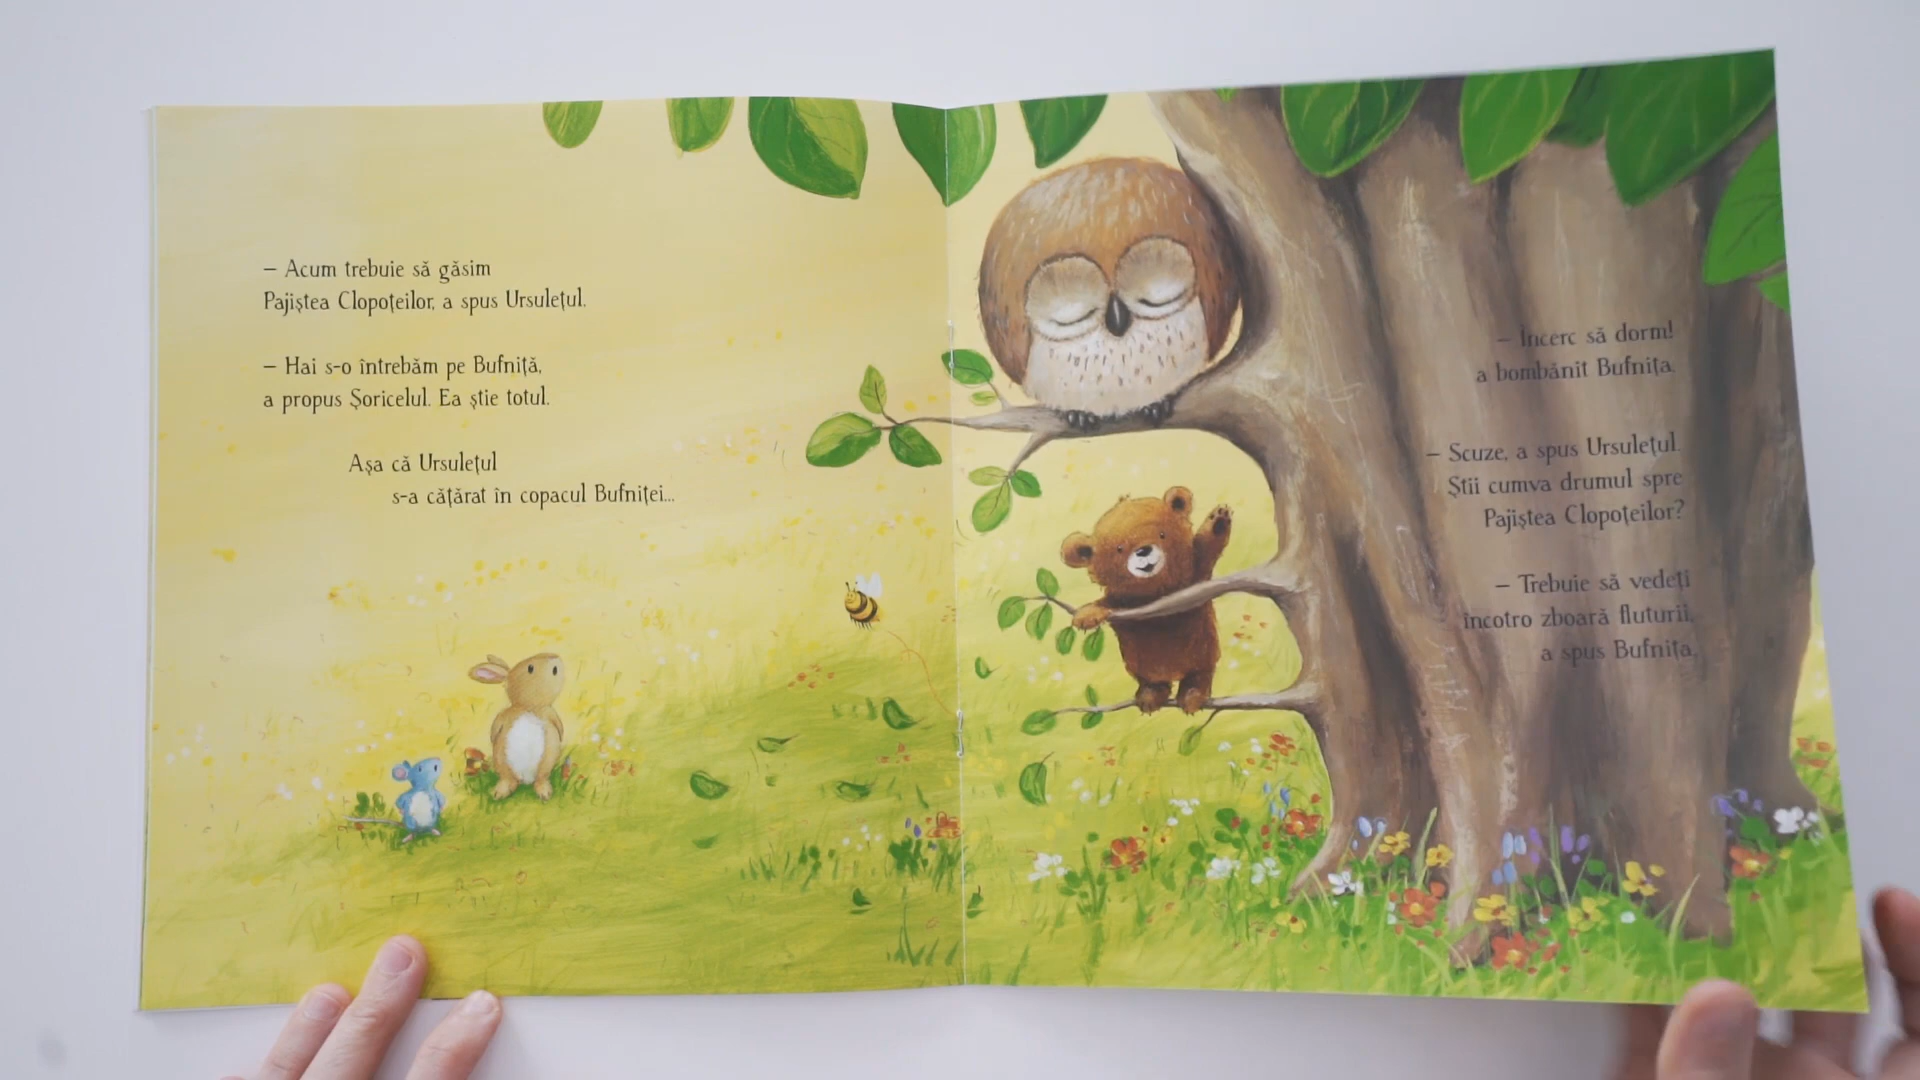 – Acum trebuie să găsim
Pajiștea Clopoțeilor, a spus Ursulețul.
– Hai s-o întrebăm pe Bufniță,
a propus Șoricelul. Ea știe totul.
Așa că Ursulețul
s-a cățărat în copacul Bufniței...
– Încerc să dorm!
a bombănit Bufnița.
– Scuze, a spus Ursulețul.
Știi cumva drumul spre
Pajiștea Clopoțeilor?
– Trebuie să vedeți
încotro zboară fluturii,
a spus Bufnița.